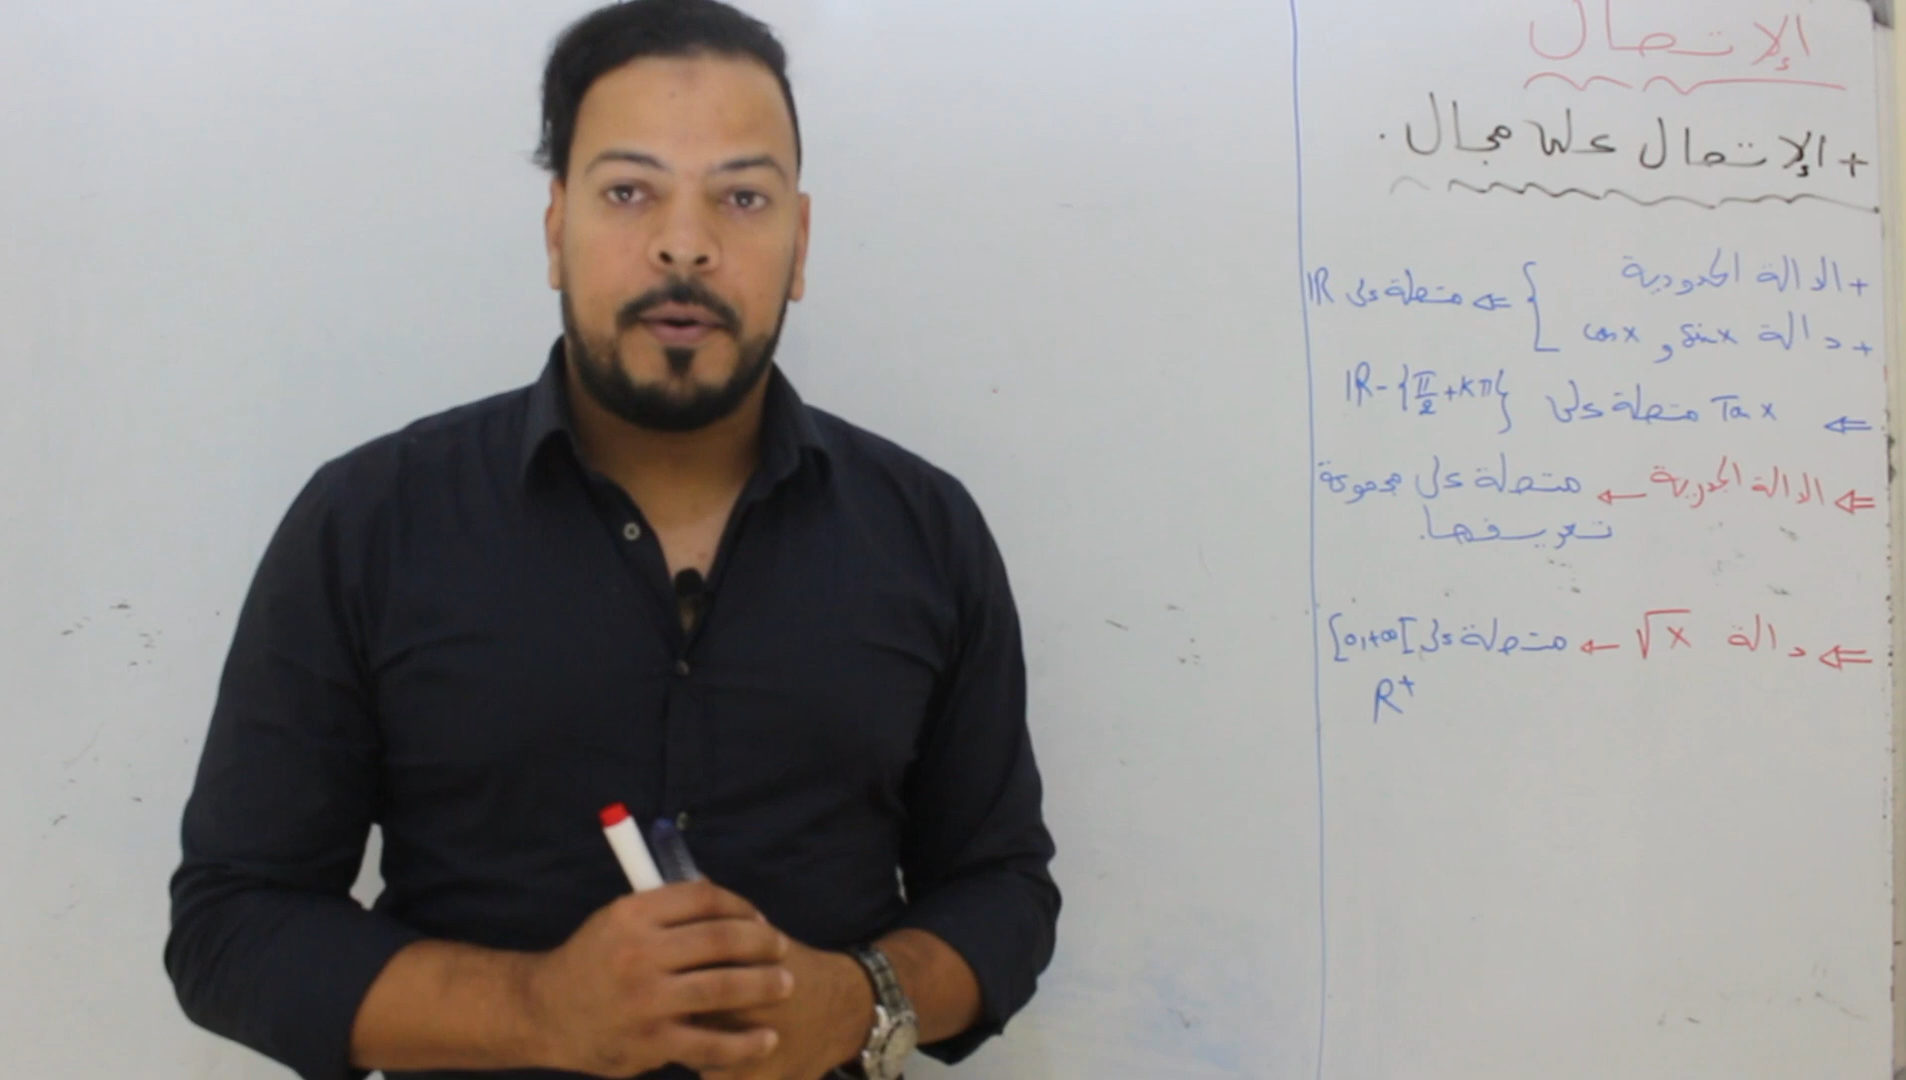 الإتصال
+ الإتصال على مجال.
+ الدالة الحدودية
+ دالة sin x و cos x } ⇐ متصلة على IR
⇐ Tan x متصلة على IR - {π/2 + kπ}
⇐ الدالة الجدرية ← متصلة على مجموعة
تعريفها.
⇐ دالة √x ← متصلة على [0,+∞[
R⁺